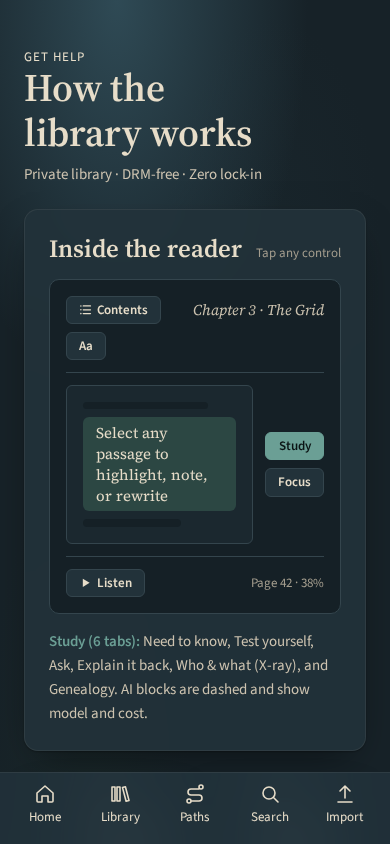 GET HELP
How the
library works
Private library · DRM-free · Zero lock-in
Inside the reader
Tap any control
Contents
Chapter 3 · The Grid
Aa
Select any
passage to
highlight, note,
or rewrite
Study
Focus
Listen
Page 42 · 38%
Study (6 tabs): Need to know, Test yourself,
Ask, Explain it back, Who & what (X-ray), and
Genealogy. AI blocks are dashed and show
model and cost.
Home
Library
Paths
Search
Import